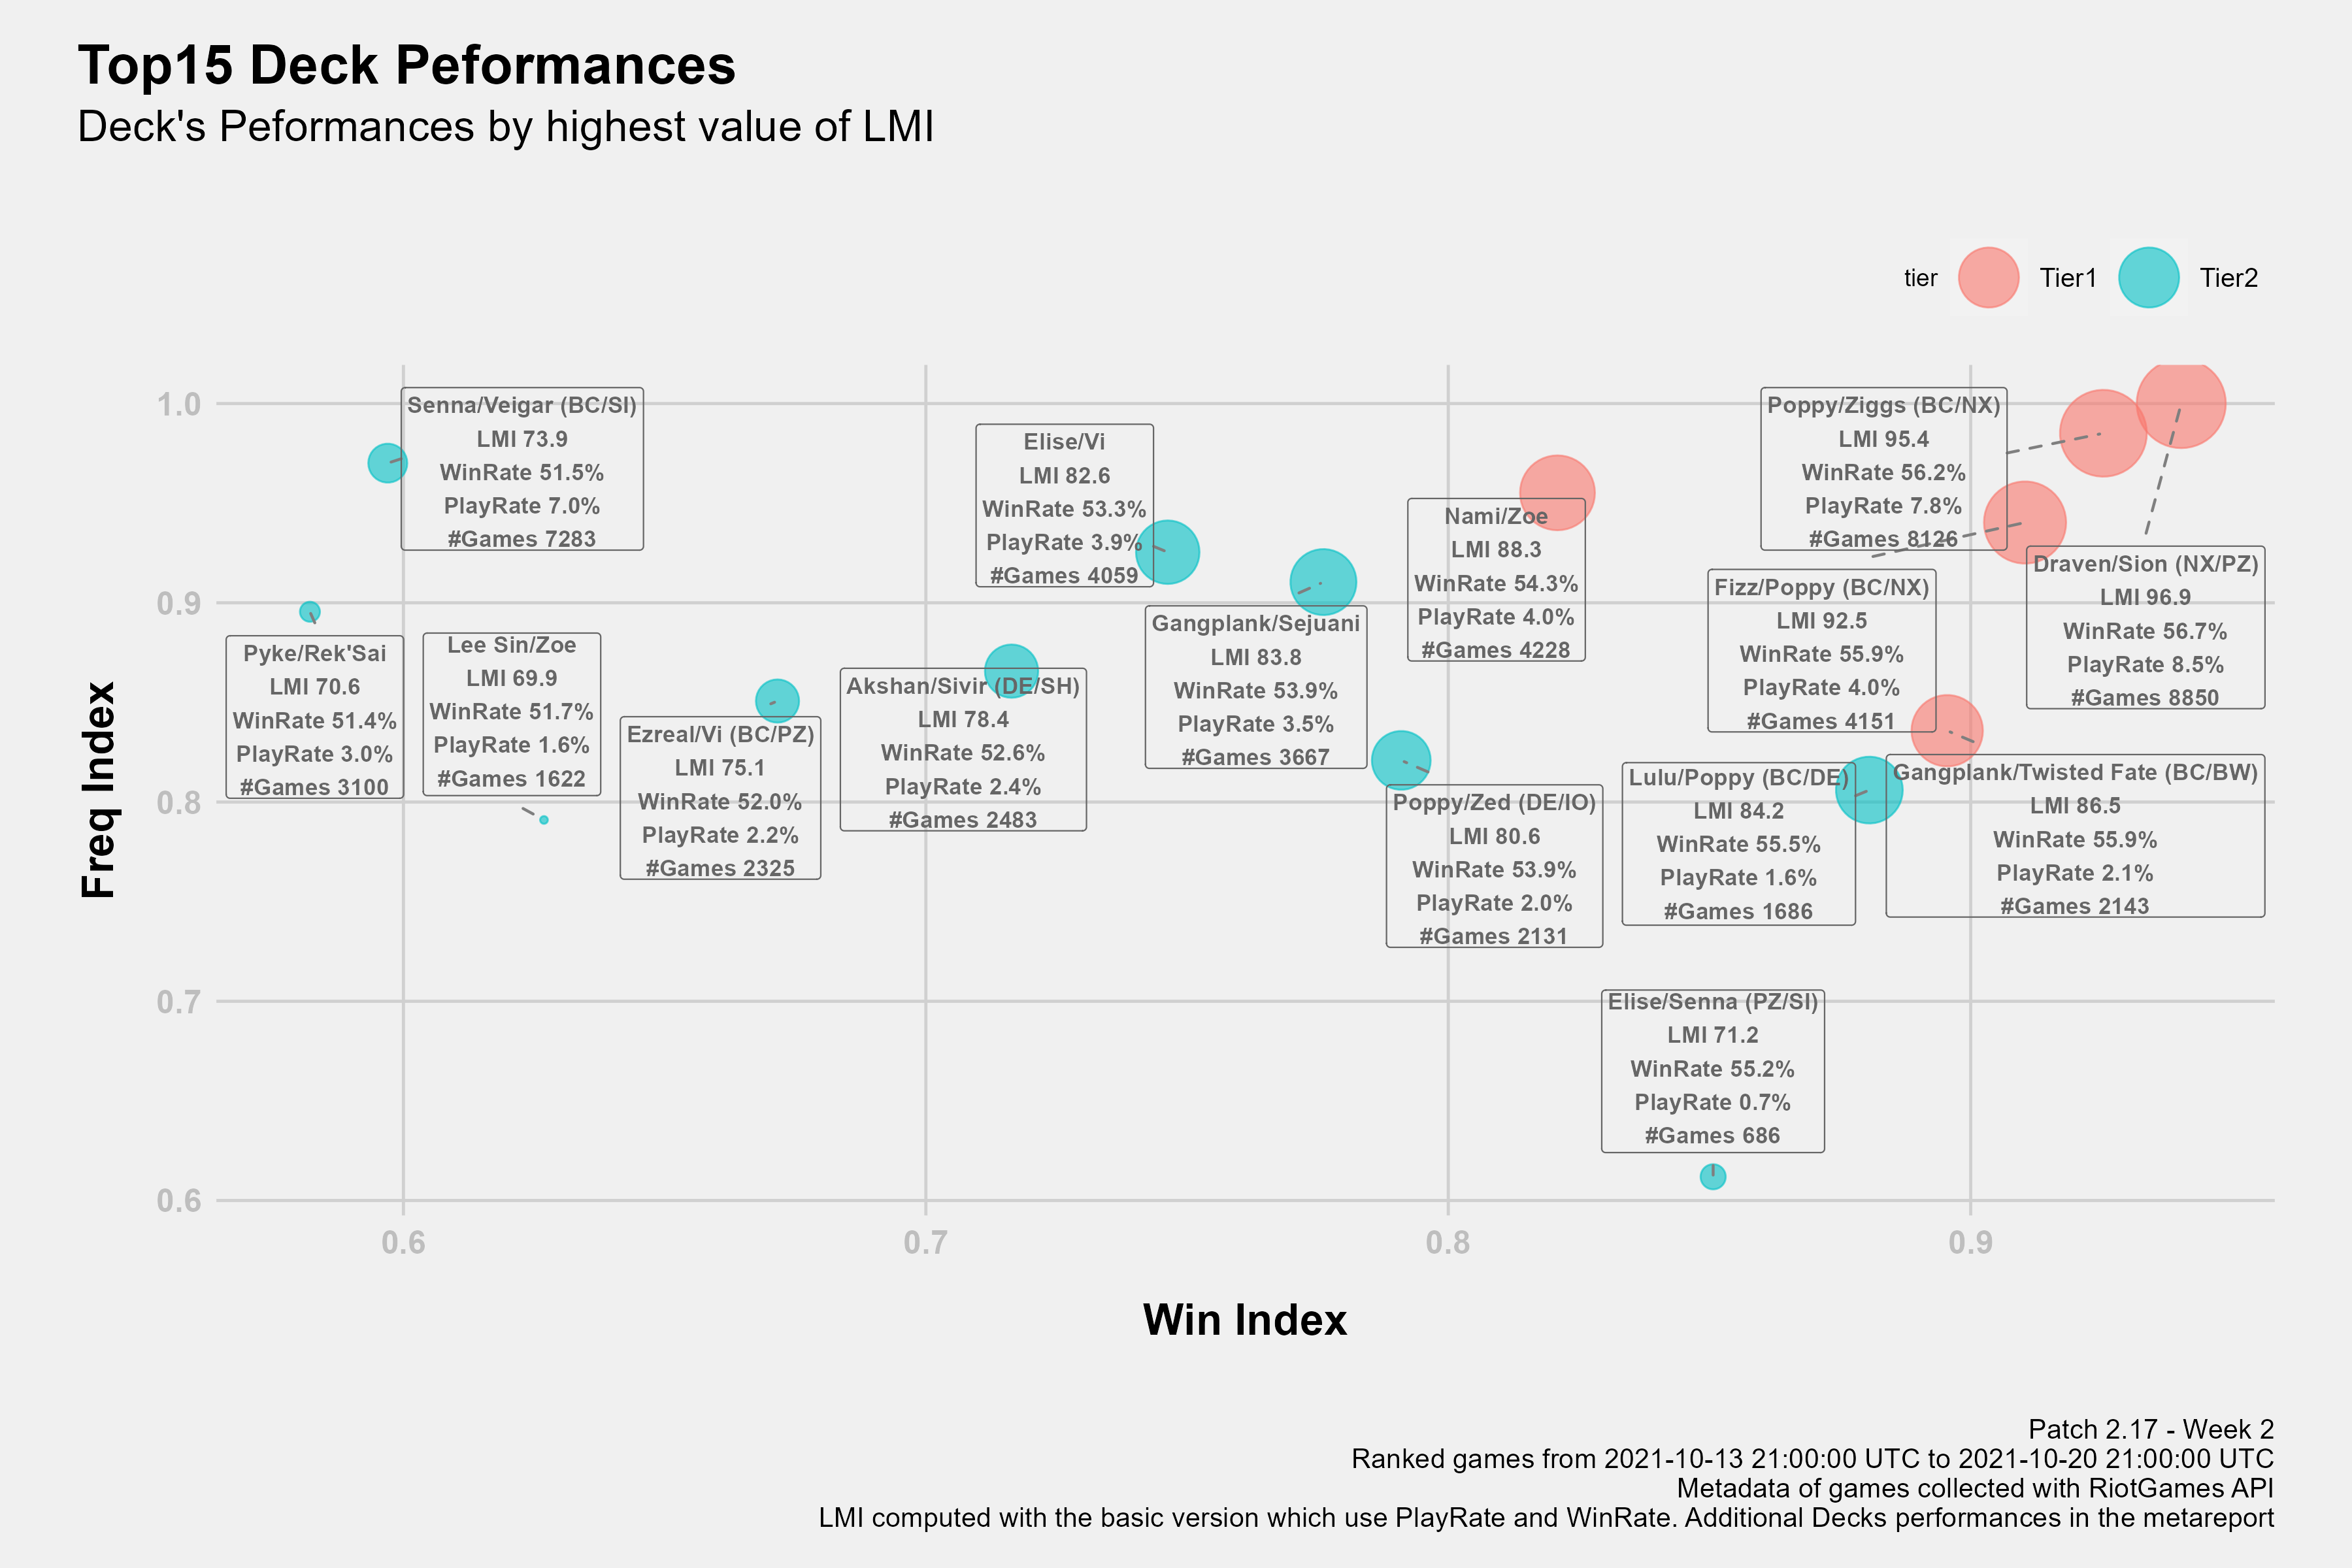 Top15 Deck Peformances
Deck's Peformances by highest value of LMI
tier
Tier1
Tier2
Freq Index
1.0
0.9
0.8
0.7
0.6
Senna/Veigar (BC/SI)
LMI 73.9
WinRate 51.5%
PlayRate 7.0%
#Games 7283
Elise/Vi
LMI 82.6
WinRate 53.3%
PlayRate 3.9%
#Games 4059
Poppy/Ziggs (BC/NX)
LMI 95.4
WinRate 56.2%
PlayRate 7.8%
#Games 8126
Nami/Zoe
LMI 88.3
WinRate 54.3%
PlayRate 4.0%
#Games 4228
Draven/Sion (NX/PZ)
LMI 96.9
WinRate 56.7%
PlayRate 8.5%
#Games 8850
Fizz/Poppy (BC/NX)
LMI 92.5
WinRate 55.9%
PlayRate 4.0%
#Games 4151
Gangplank/Sejuani
LMI 83.8
WinRate 53.9%
PlayRate 3.5%
#Games 3667
Pyke/Rek'Sai
LMI 70.6
WinRate 51.4%
PlayRate 3.0%
#Games 3100
Lee Sin/Zoe
LMI 69.9
WinRate 51.7%
PlayRate 1.6%
#Games 1622
Akshan/Sivir (DE/SH)
LMI 78.4
WinRate 52.6%
PlayRate 2.4%
#Games 2483
Ezreal/Vi (BC/PZ)
LMI 75.1
WinRate 52.0%
PlayRate 2.2%
#Games 2325
Gangplank/Twisted Fate (BC/BW)
LMI 86.5
WinRate 55.9%
PlayRate 2.1%
#Games 2143
Lulu/Poppy (BC/DE)
LMI 84.2
WinRate 55.5%
PlayRate 1.6%
#Games 1686
Poppy/Zed (DE/IO)
LMI 80.6
WinRate 53.9%
PlayRate 2.0%
#Games 2131
Elise/Senna (PZ/SI)
LMI 71.2
WinRate 55.2%
PlayRate 0.7%
#Games 686
0.6
0.7
0.8
0.9
Win Index
Patch 2.17 - Week 2
Ranked games from 2021-10-13 21:00:00 UTC to 2021-10-20 21:00:00 UTC
Metadata of games collected with RiotGames API
LMI computed with the basic version which use PlayRate and WinRate. Additional Decks performances in the metareport